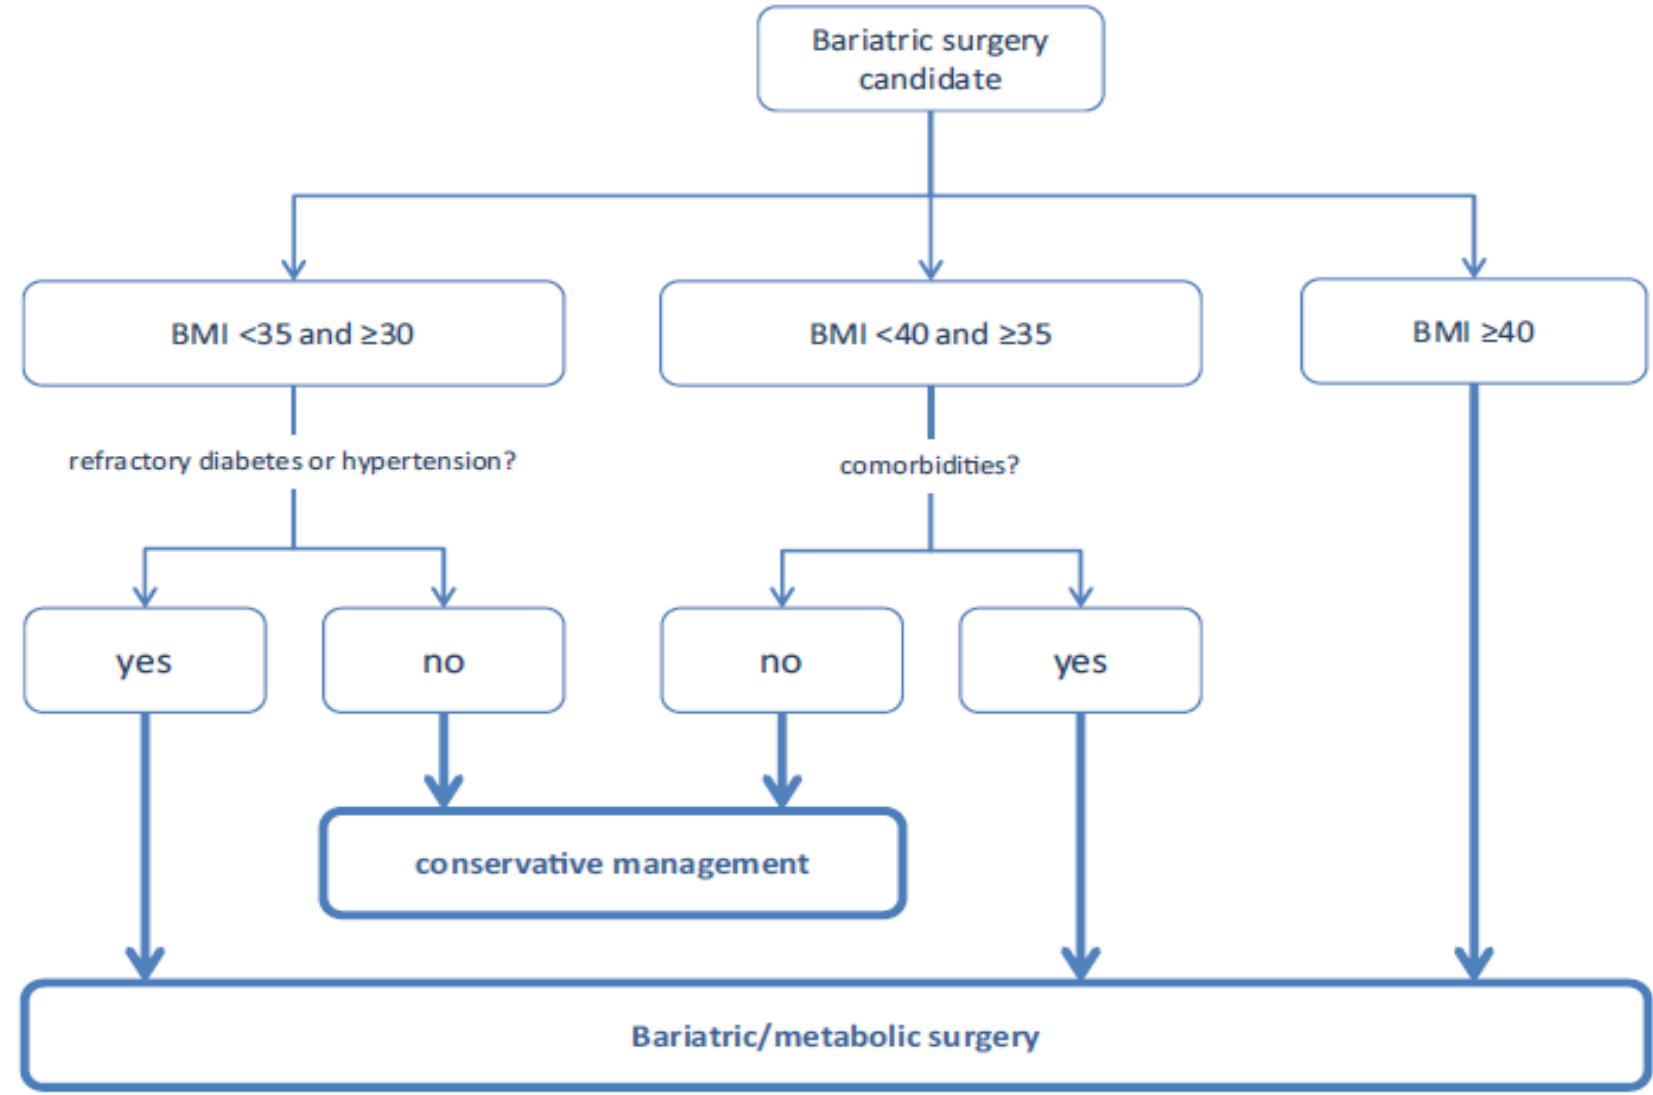 Bariatric surgery
candidate
BMI <35 and ≥30
BMI <40 and ≥35
BMI ≥40
refractory diabetes or hypertension?
comorbidities?
yes
no
no
yes
conservative management
Bariatric/metabolic surgery